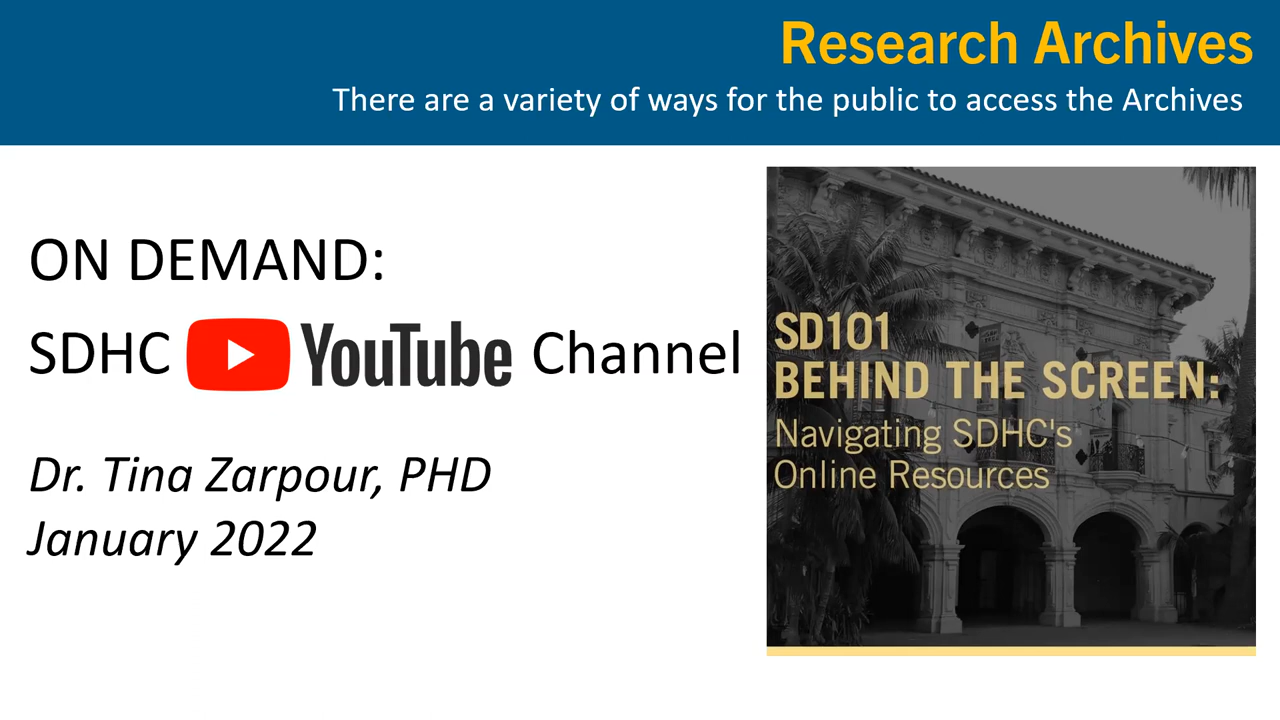 Research Archives
There are a variety of ways for the public to access the Archives
ON DEMAND:
SDHC YouTube Channel
Dr. Tina Zarpour, PHD
January 2022
SD101
BEHIND THE SCREEN:
Navigating SDHC's
Online Resources